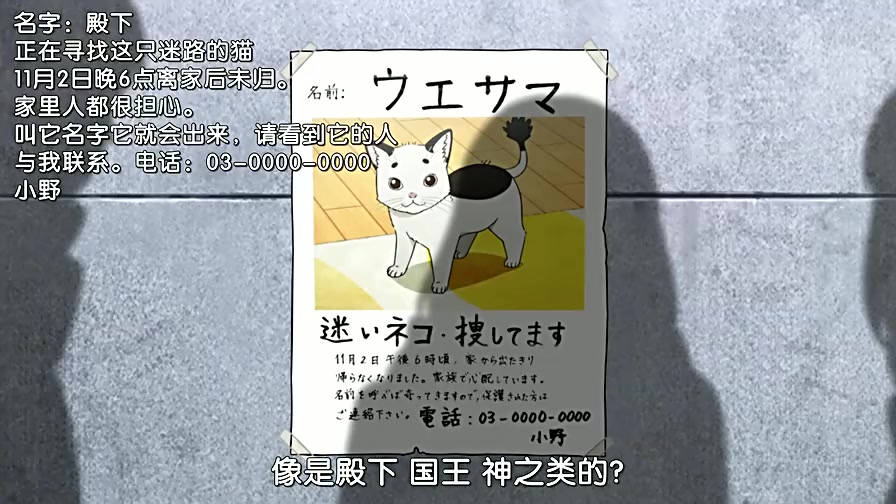 名字：殿下
正在寻找这只迷路的猫
11月2日晚6点离家后未归。
家里人都很担心。
叫它名字它就会出来，请看到它的人
与我联系。电话：03-0000-0000
小野
名前：ウエサマ
迷いネコ・捜してます
11月2日午後6時頃、家から出たきり
帰らなくなりました。家族で心配しています。
名前を呼べば寄ってきますので、保護された方は
ご連絡下さい。電話：03-0000-0000
小野
像是殿下 国王 神之类的?